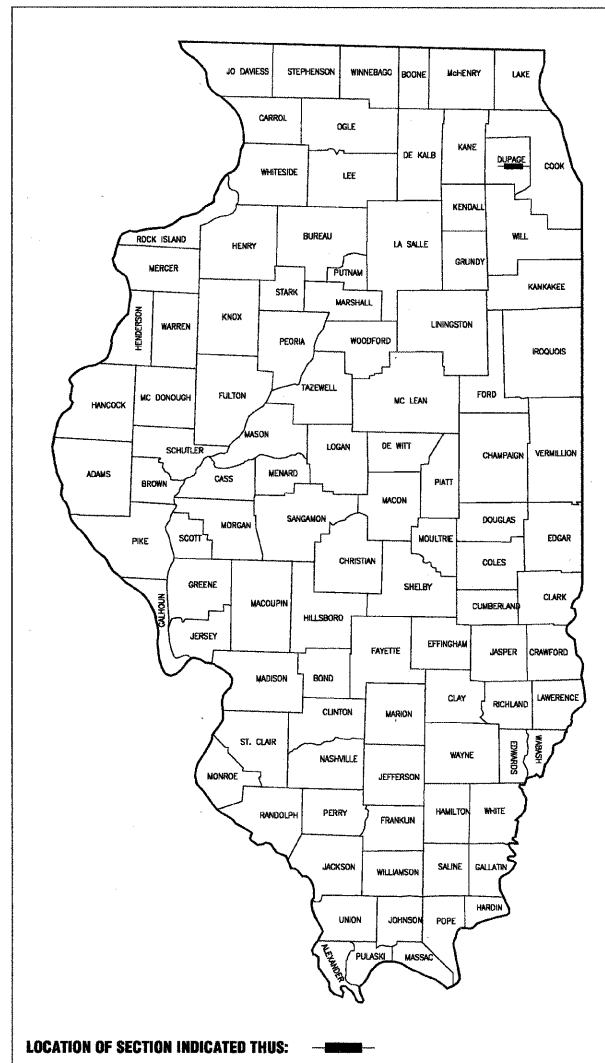 JO DAVIESS STEPHENSON WINNEBAGO BOONE McHENRY LAKE
CARROL OGLE DE KALB KANE DUPAGE COOK
WHITESIDE LEE
KENDALL
ROCK ISLAND HENRY BUREAU LA SALLE GRUNDY WILL
MERCER PUTNAM
STARK MARSHALL KANKAKEE
HENDERSON WARREN KNOX PEORIA WOODFORD LININGSTON IROQUOIS
HANCOCK MC DONOUGH FULTON TAZEWELL MC LEAN FORD
MASON
SCHUTLER LOGAN DE WITT CHAMPAIGN VERMILLION
ADAMS BROWN CASS MENARD MACON PIATT
PIKE SCOTT MORGAN SANGAMON CHRISTIAN MOULTRIE DOUGLAS EDGAR
COLES
CALHOUN GREENE SHELBY CUMBERLAND CLARK
JERSEY MACOUPIN HILLSBORO
FAYETTE EFFINGHAM JASPER CRAWFORD
MADISON BOND
CLAY RICHLAND LAWERENCE
CLINTON MARION
ST. CLAIR WAYNE EDWARDS WABASH
NASHVILLE
MONROE JEFFERSON
RANDOLPH PERRY HAMILTON WHITE
FRANKLIN
JACKSON WILLIAMSON SALINE GALLATIN
HARDIN
UNION JOHNSON POPE
ALEXANDER PULASKI MASSAC
LOCATION OF SECTION INDICATED THUS: